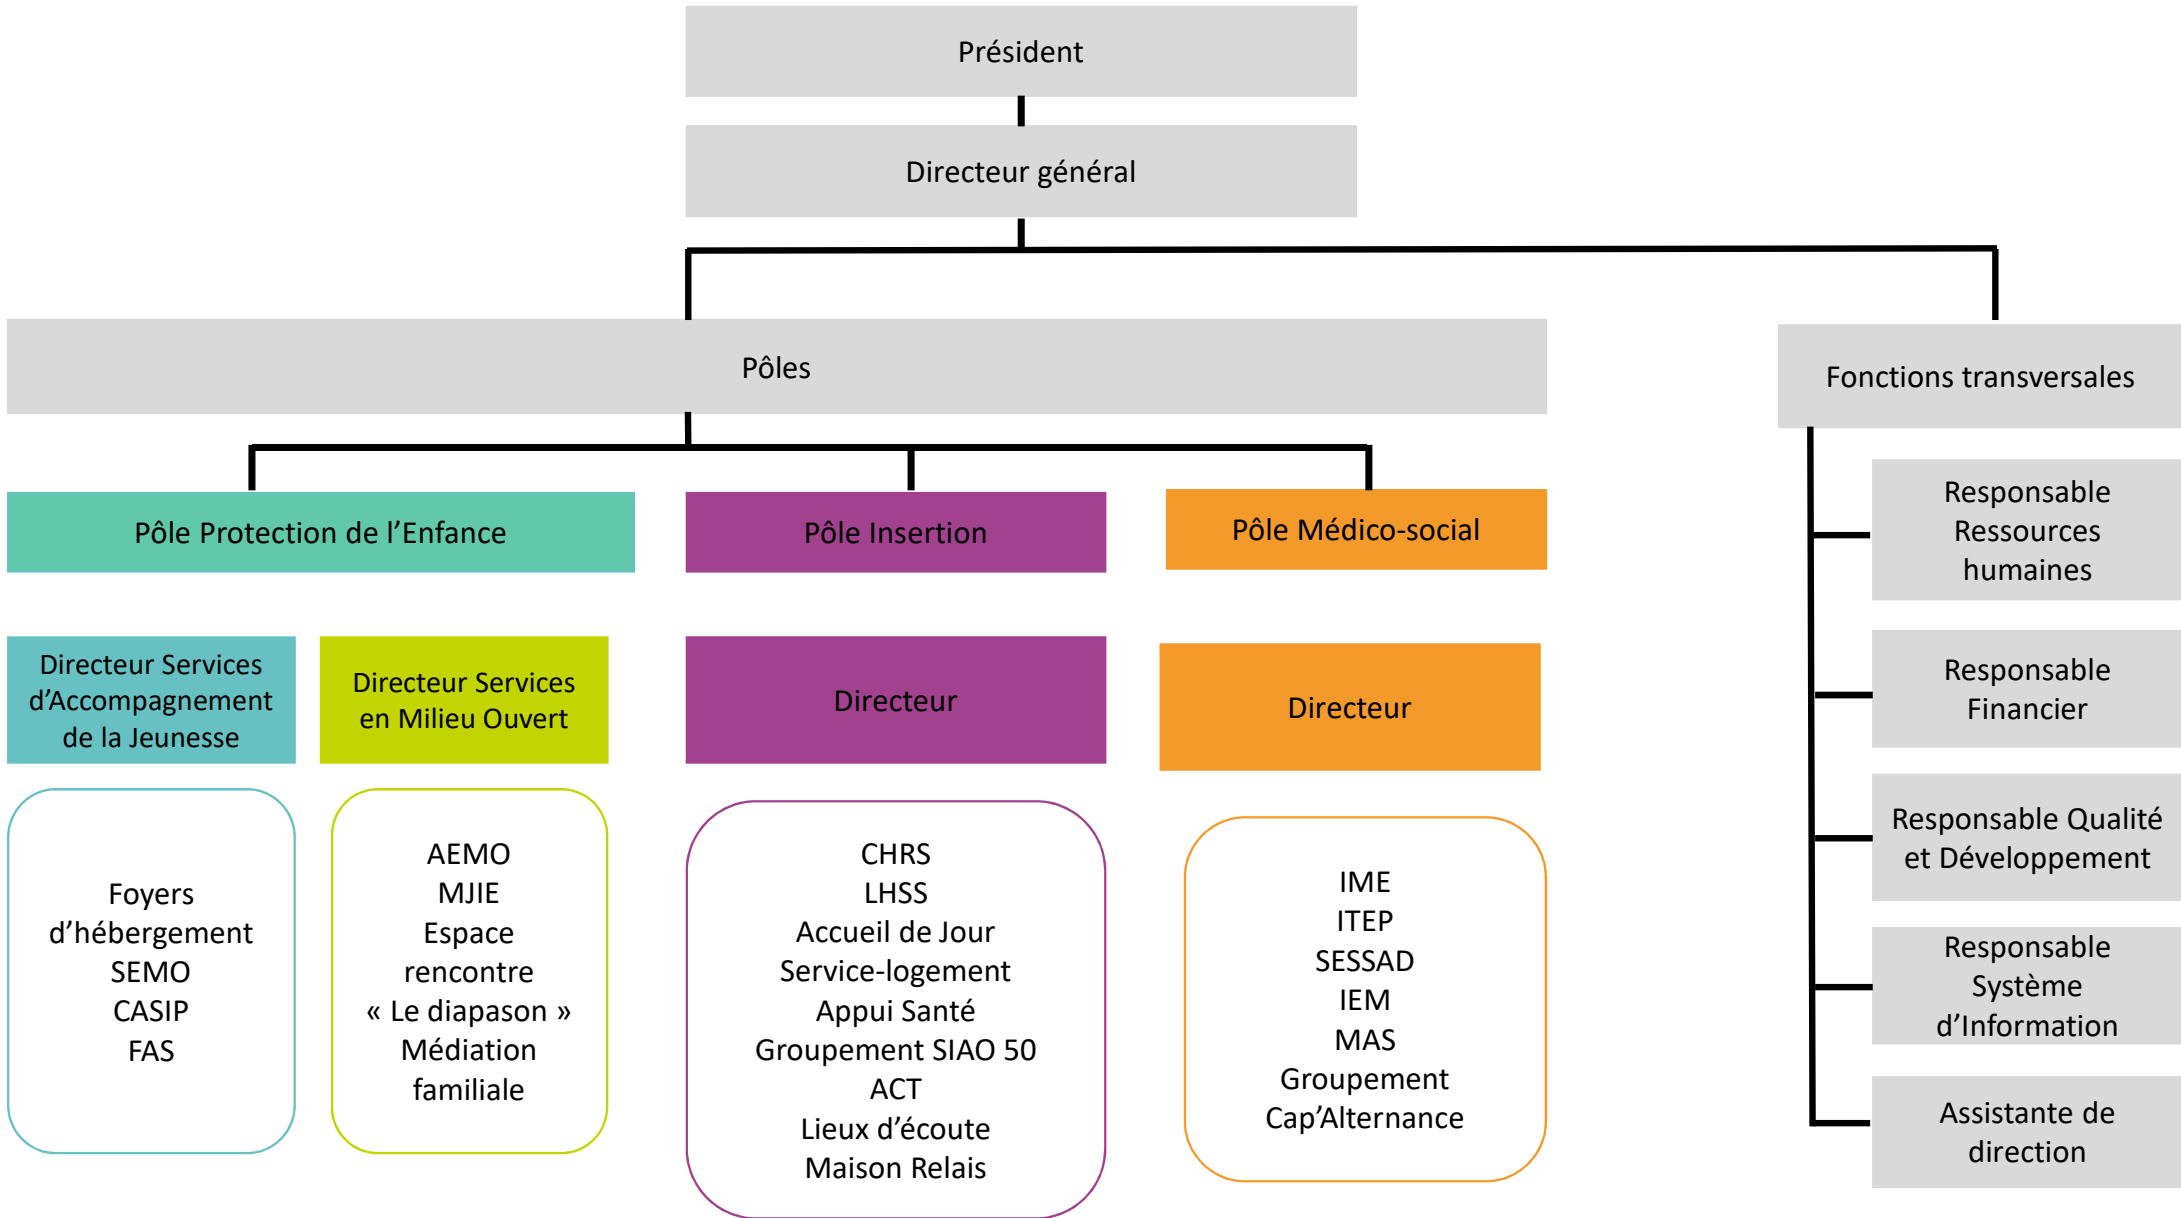 Président
Directeur général
Pôles
Fonctions transversales
Pôle Protection de l’Enfance
Pôle Insertion
Pôle Médico-social
Directeur Services
d’Accompagnement
de la Jeunesse
Directeur Services
en Milieu Ouvert
Directeur
Directeur
Foyers
d’hébergement
SEMO
CASIP
FAS
AEMO
MJIE
Espace
rencontre
« Le diapason »
Médiation
familiale
CHRS
LHSS
Accueil de Jour
Service-logement
Appui Santé
Groupement SIAO 50
ACT
Lieux d’écoute
Maison Relais
IME
ITEP
SESSAD
IEM
MAS
Groupement
Cap’Alternance
Responsable
Ressources
humaines
Responsable
Financier
Responsable Qualité
et Développement
Responsable
Système
d’Information
Assistante de
direction